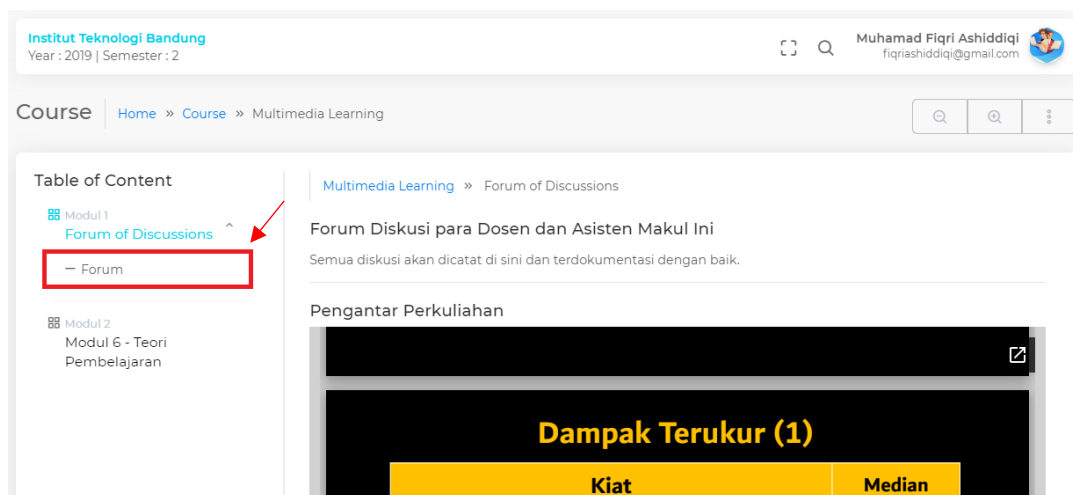 Institut Teknologi Bandung
Year : 2019 | Semester : 2
Muhamad Fiqri Ashiddiqi
fiqriashiddiqi@gmail.com
Course
Home » Course » Multimedia Learning
Table of Content
Modul 1
Forum of Discussions
— Forum
Modul 2
Modul 6 - Teori
Pembelajaran
Multimedia Learning » Forum of Discussions
Forum Diskusi para Dosen dan Asisten Makul Ini
Semua diskusi akan dicatat di sini dan terdokumentasi dengan baik.
Pengantar Perkuliahan
Dampak Terukur (1)
Kiat
Median